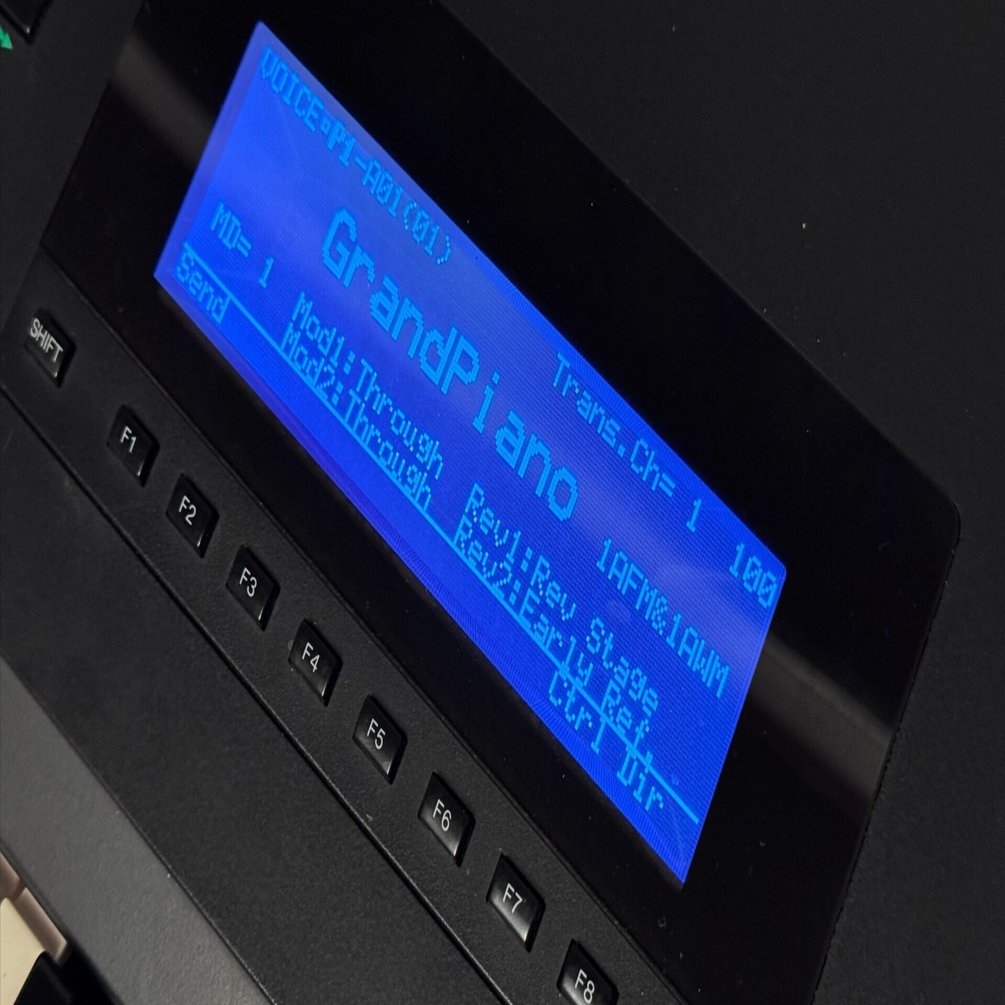 VOICE P1-A01(01) Trans.Ch= 1 100
GrandPiano 1AFM&1AWM
MD= 1 Mod1:Through Rev1:Rev Stage
Mod2:Through Rev2:Early Ref.
Send Ctrl Dir
SHIFT F1 F2 F3 F4 F5 F6 F7 F8